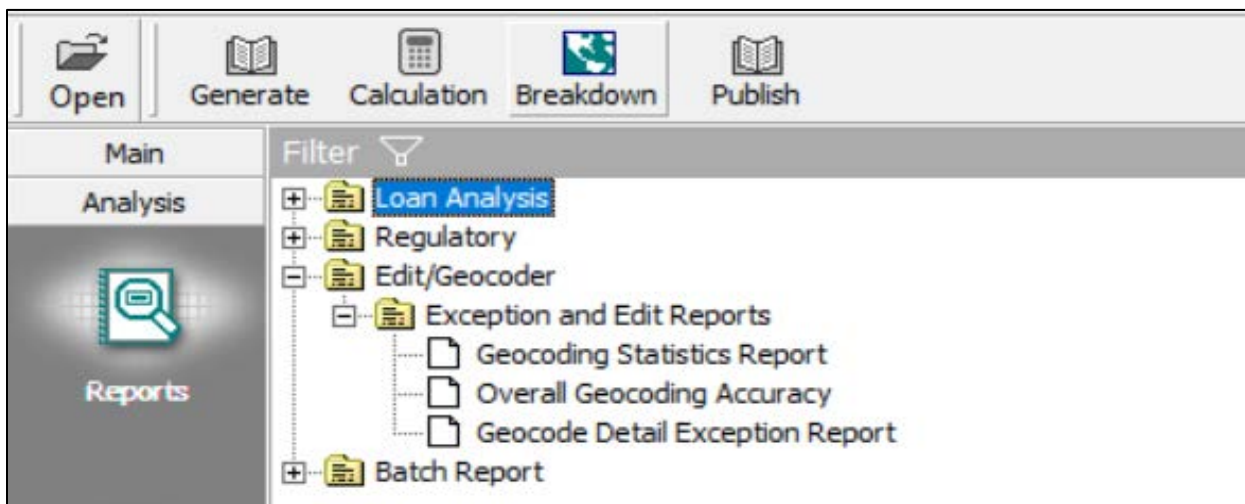 Open Generate Calculation Breakdown Publish
Main
Analysis
Reports
Filter
Loan Analysis
Regulatory
Edit/Geocoder
Exception and Edit Reports
Geocoding Statistics Report
Overall Geocoding Accuracy
Geocode Detail Exception Report
Batch Report